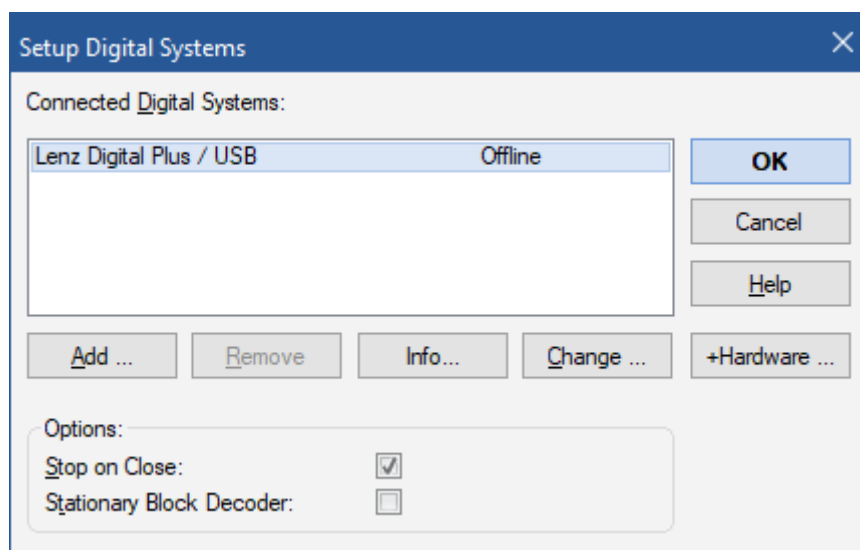 Setup Digital Systems
Connected Digital Systems:
Lenz Digital Plus / USB Offline
OK
Cancel
Help
Add ... Remove Info... Change ... +Hardware ...
Options:
Stop on Close:
Stationary Block Decoder: